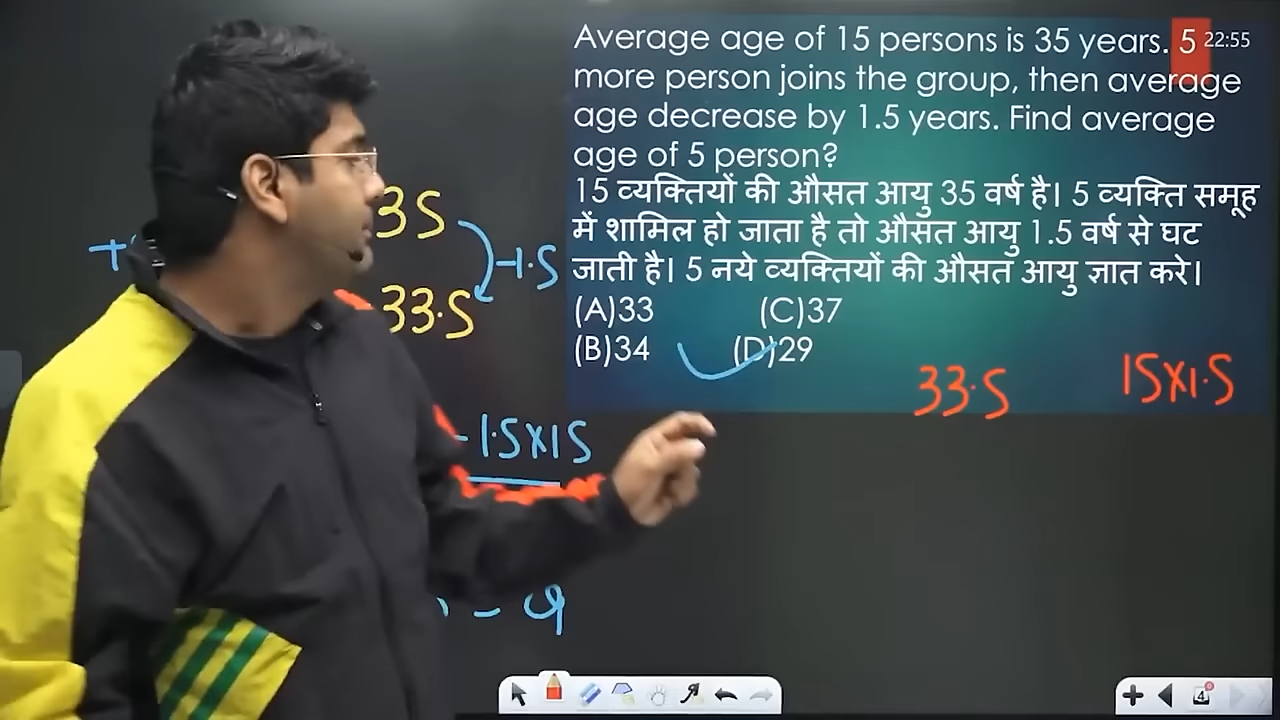 Average age of 15 persons is 35 years. 5 22:55
more person joins the group, then average
age decrease by 1.5 years. Find average
age of 5 person?
15 व्यक्तियों की औसत आयु 35 वर्ष है। 5 व्यक्ति समूह
में शामिल हो जाता है तो औसत आयु 1.5 वर्ष से घट
जाती है। 5 नये व्यक्तियों की औसत आयु ज्ञात करे।
(A)33 (C)37
(B)34 (D)29
35
-1.5
33.5
33.5 15x1.5
- 1.5x15
4